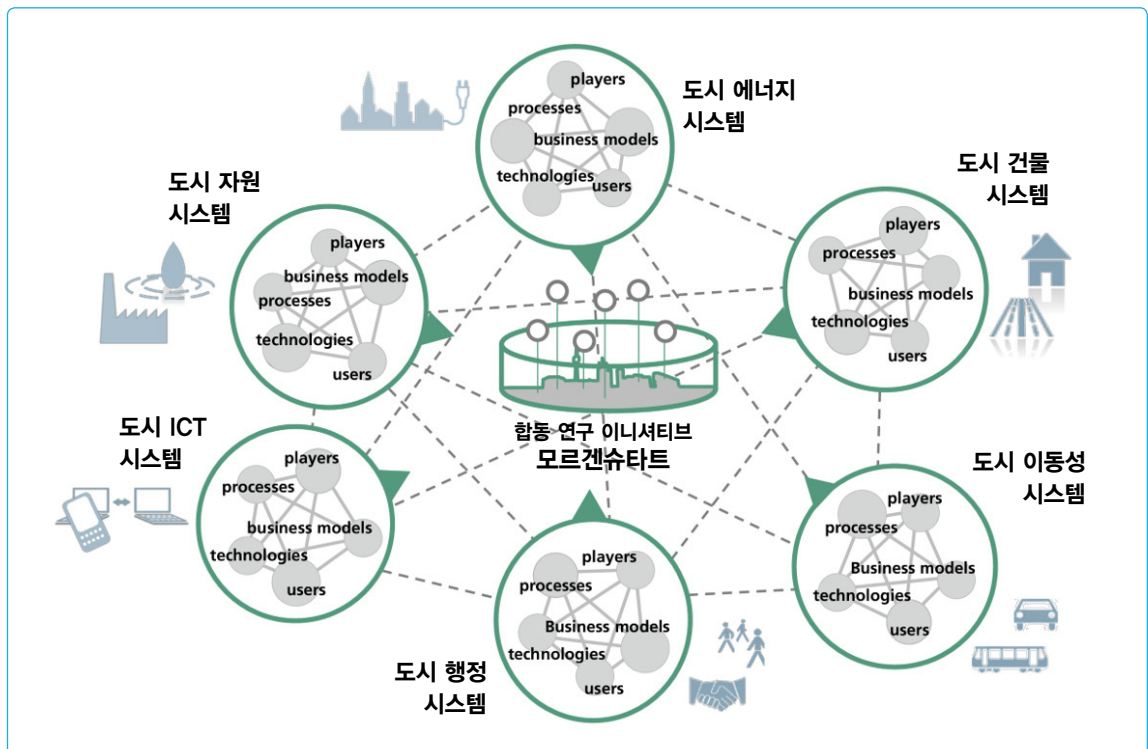 도시 에너지
시스템
players
processes
business models
technologies
users
도시 건물
시스템
players
processes
business models
technologies
users
도시 자원
시스템
players
business models
processes
technologies
users
합동 연구 이니셔티브
모르겐슈타트
도시 ICT
시스템
players
processes
business models
technologies
users
도시 이동성
시스템
players
processes
Business models
technologies
users
도시 행정
시스템
players
processes
Business models
technologies
users